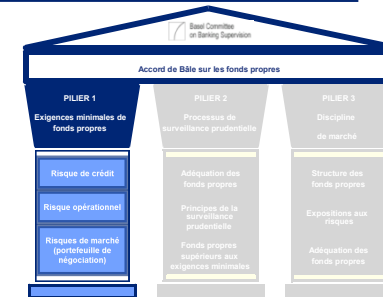 Basel Committee
on Banking Supervision
Accord de Bâle sur les fonds propres
PILIER 1
Exigences minimales de
fonds propres
Risque de crédit
Risque opérationnel
Risques de marché
(portefeuille de
négociation)
PILIER 2
Processus de
surveillance prudentielle
Adéquation des
fonds propres
Principes de la
surveillance
prudentielle
Fonds propres
supérieurs aux
exigences minimales
PILIER 3
Discipline
de marché
Structure des
fonds propres
Expositions aux
risques
Adéquation des
fonds propres